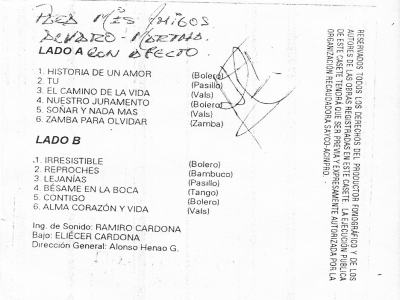 PARA MIS AMIGOS
ALVARO - MARTHA
CON AFECTO
LADO A
1. HISTORIA DE UN AMOR (Bolero)
2. TU (Pasillo)
3. EL CAMINO DE LA VIDA (Vals)
4. NUESTRO JURAMENTO (Bolero)
5. SOÑAR Y NADA MAS (Vals)
6. ZAMBA PARA OLVIDAR (Zamba)
LADO B
1. IRRESISTIBLE (Bolero)
2. REPROCHES (Bambuco)
3. LEJANÍAS (Pasillo)
4. BÉSAME EN LA BOCA (Tango)
5. CONTIGO (Bolero)
6. ALMA CORAZÓN Y VIDA (Vals)
Ing. de Sonido: RAMIRO CARDONA
Bajo: ELIÉCER CARDONA
Dirección General: Alonso Henao G.
RESERVADOS TODOS LOS DERECHOS DEL PRODUCTOR FONOGRÁFICO Y DE LOS
AUTORES DE LAS OBRAS REGISTRADAS EN ESTE CASETE. LA EJECUCIÓN PÚBLICA
DE ESTE CASETE TENDRÁ QUE SER PREVIA Y EXPRESAMENTE AUTORIZADA POR LA
ORGANIZACIÓN RECAUDADORA SAYCO-ACINPRO.